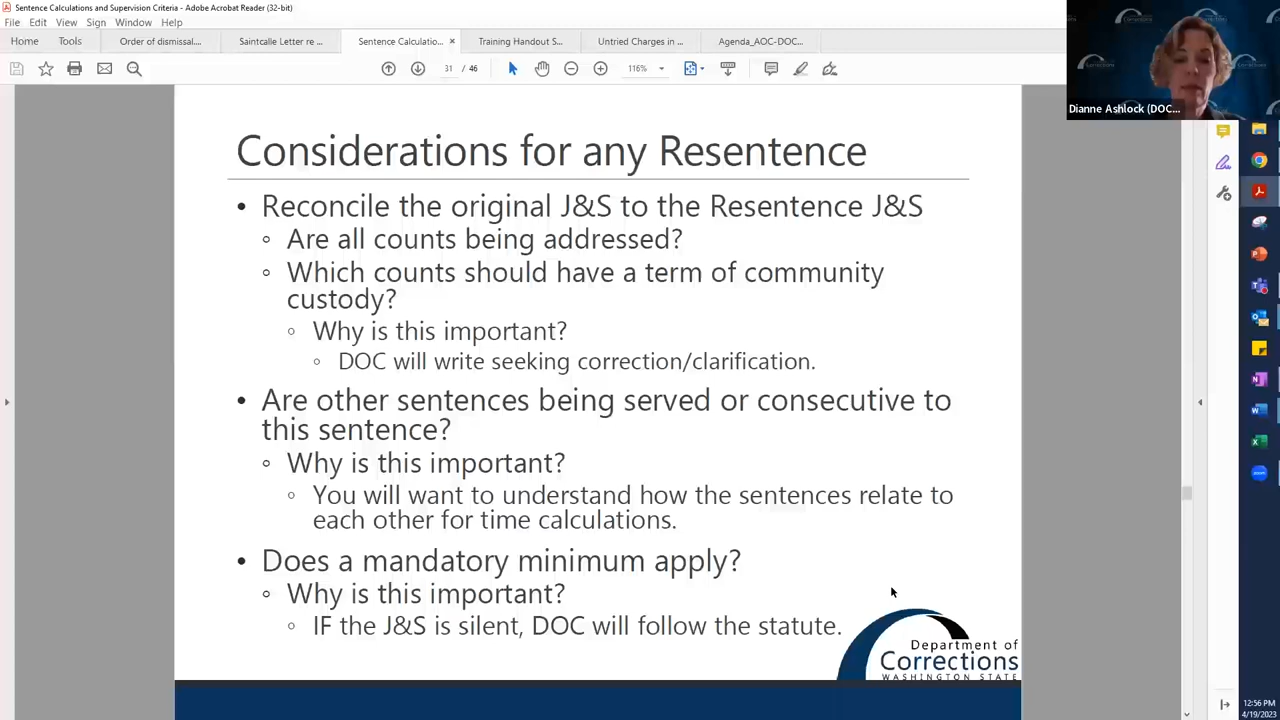 Sentence Calculations and Supervision Criteria - Adobe Acrobat Reader (32-bit)
File Edit View Sign Window Help
Home Tools Order of dismissal.... Saintcalle Letter re ... Sentence Calculatio... × Training Handout S... Untried Charges in ... Agenda_AOC-DOC...
31 / 46 116%
Dianne Ashlock (DOC...
Considerations for any Resentence
• Reconcile the original J&S to the Resentence J&S
◦ Are all counts being addressed?
◦ Which counts should have a term of community
custody?
◦ Why is this important?
◦ DOC will write seeking correction/clarification.
• Are other sentences being served or consecutive to
this sentence?
◦ Why is this important?
◦ You will want to understand how the sentences relate to
each other for time calculations.
• Does a mandatory minimum apply?
◦ Why is this important?
◦ IF the J&S is silent, DOC will follow the statute.
Department of
Corrections
WASHINGTON STATE
12:56 PM
4/19/2023